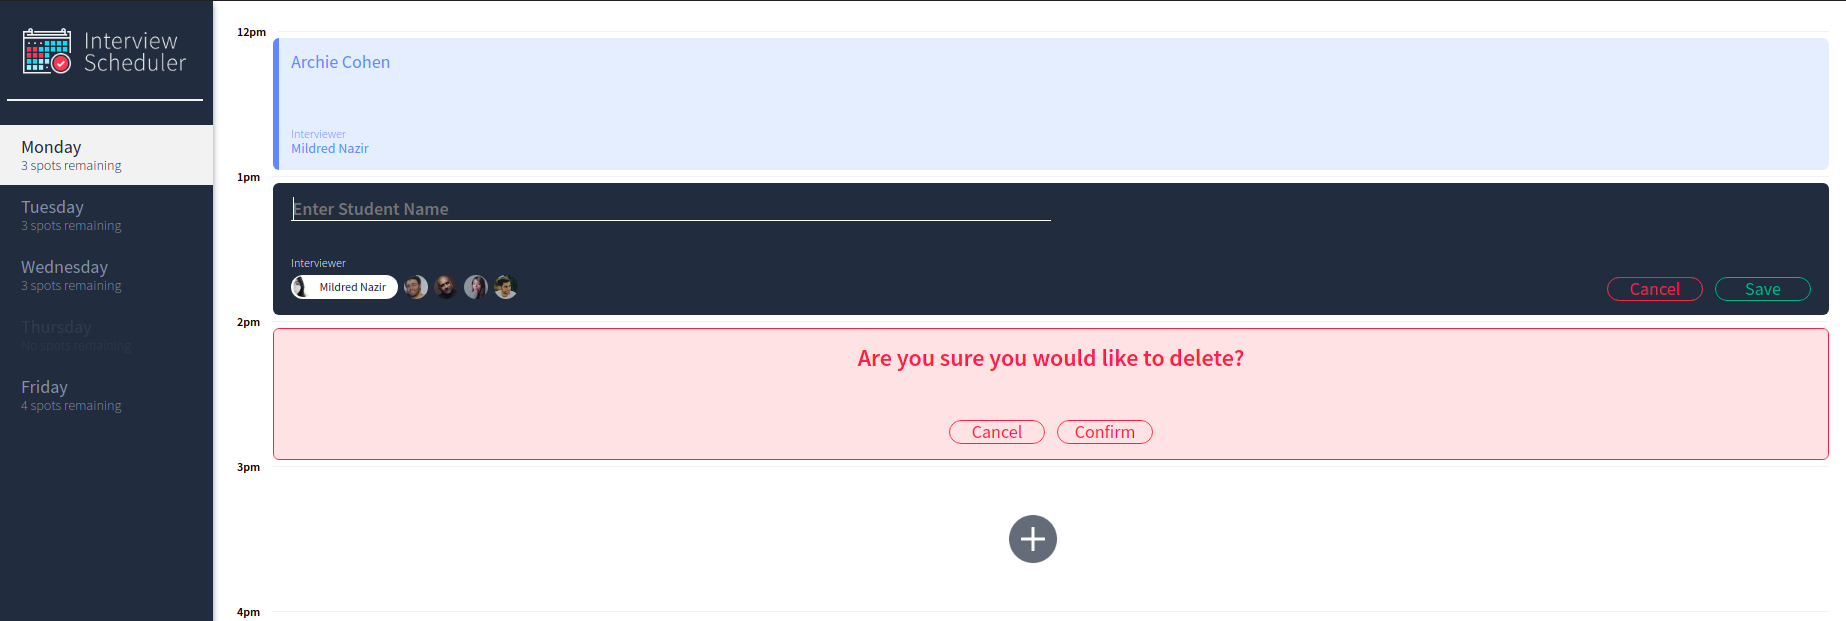 Interview
Scheduler
Monday
3 spots remaining
Tuesday
3 spots remaining
Wednesday
3 spots remaining
Thursday
No spots remaining
Friday
4 spots remaining
12pm
Archie Cohen
Interviewer
Mildred Nazir
1pm
Enter Student Name
Interviewer
Mildred Nazir
Cancel Save
2pm
Are you sure you would like to delete?
Cancel Confirm
3pm
4pm